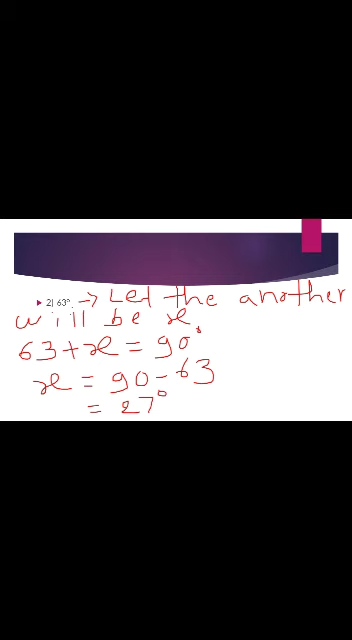 2) 63°. → Let the another
will be x.
63 + x = 90°
x = 90 - 63
= 27°